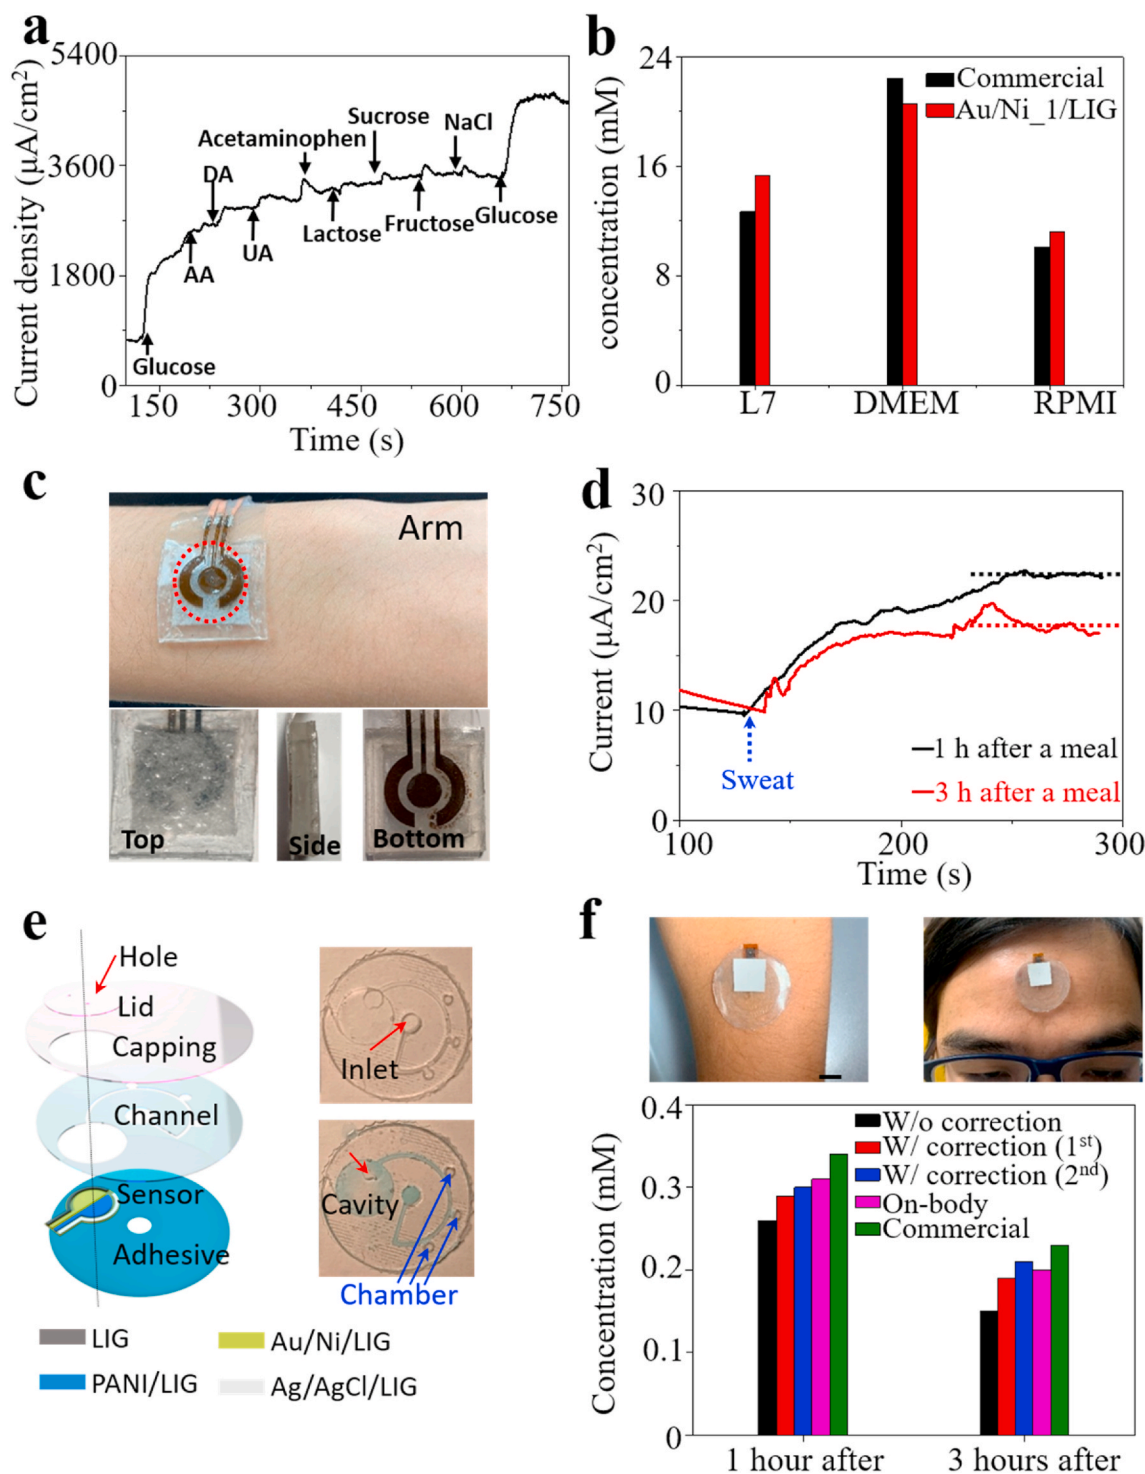 a
Current density (µA/cm²)
5400
3600
1800
0
Glucose
AA
DA
UA
Acetaminophen
Lactose
Sucrose
Fructose
NaCl
Glucose
150
300
450
600
750
Time (s)
b
concentration (mM)
24
16
8
0
Commercial
Au/Ni_1/LIG
L7
DMEM
RPMI
c
Arm
Top
Side
Bottom
d
Current (µA/cm²)
30
20
10
0
Sweat
1 h after a meal
3 h after a meal
100
200
300
Time (s)
e
Hole
Lid
Capping
Channel
Sensor
Adhesive
Inlet
Cavity
Chamber
LIG
Au/Ni/LIG
PANI/LIG
Ag/AgCl/LIG
f
Concentration (mM)
0.4
0.3
0.2
0.1
0
W/o correction
W/ correction (1st)
W/ correction (2nd)
On-body
Commercial
1 hour after
3 hours after